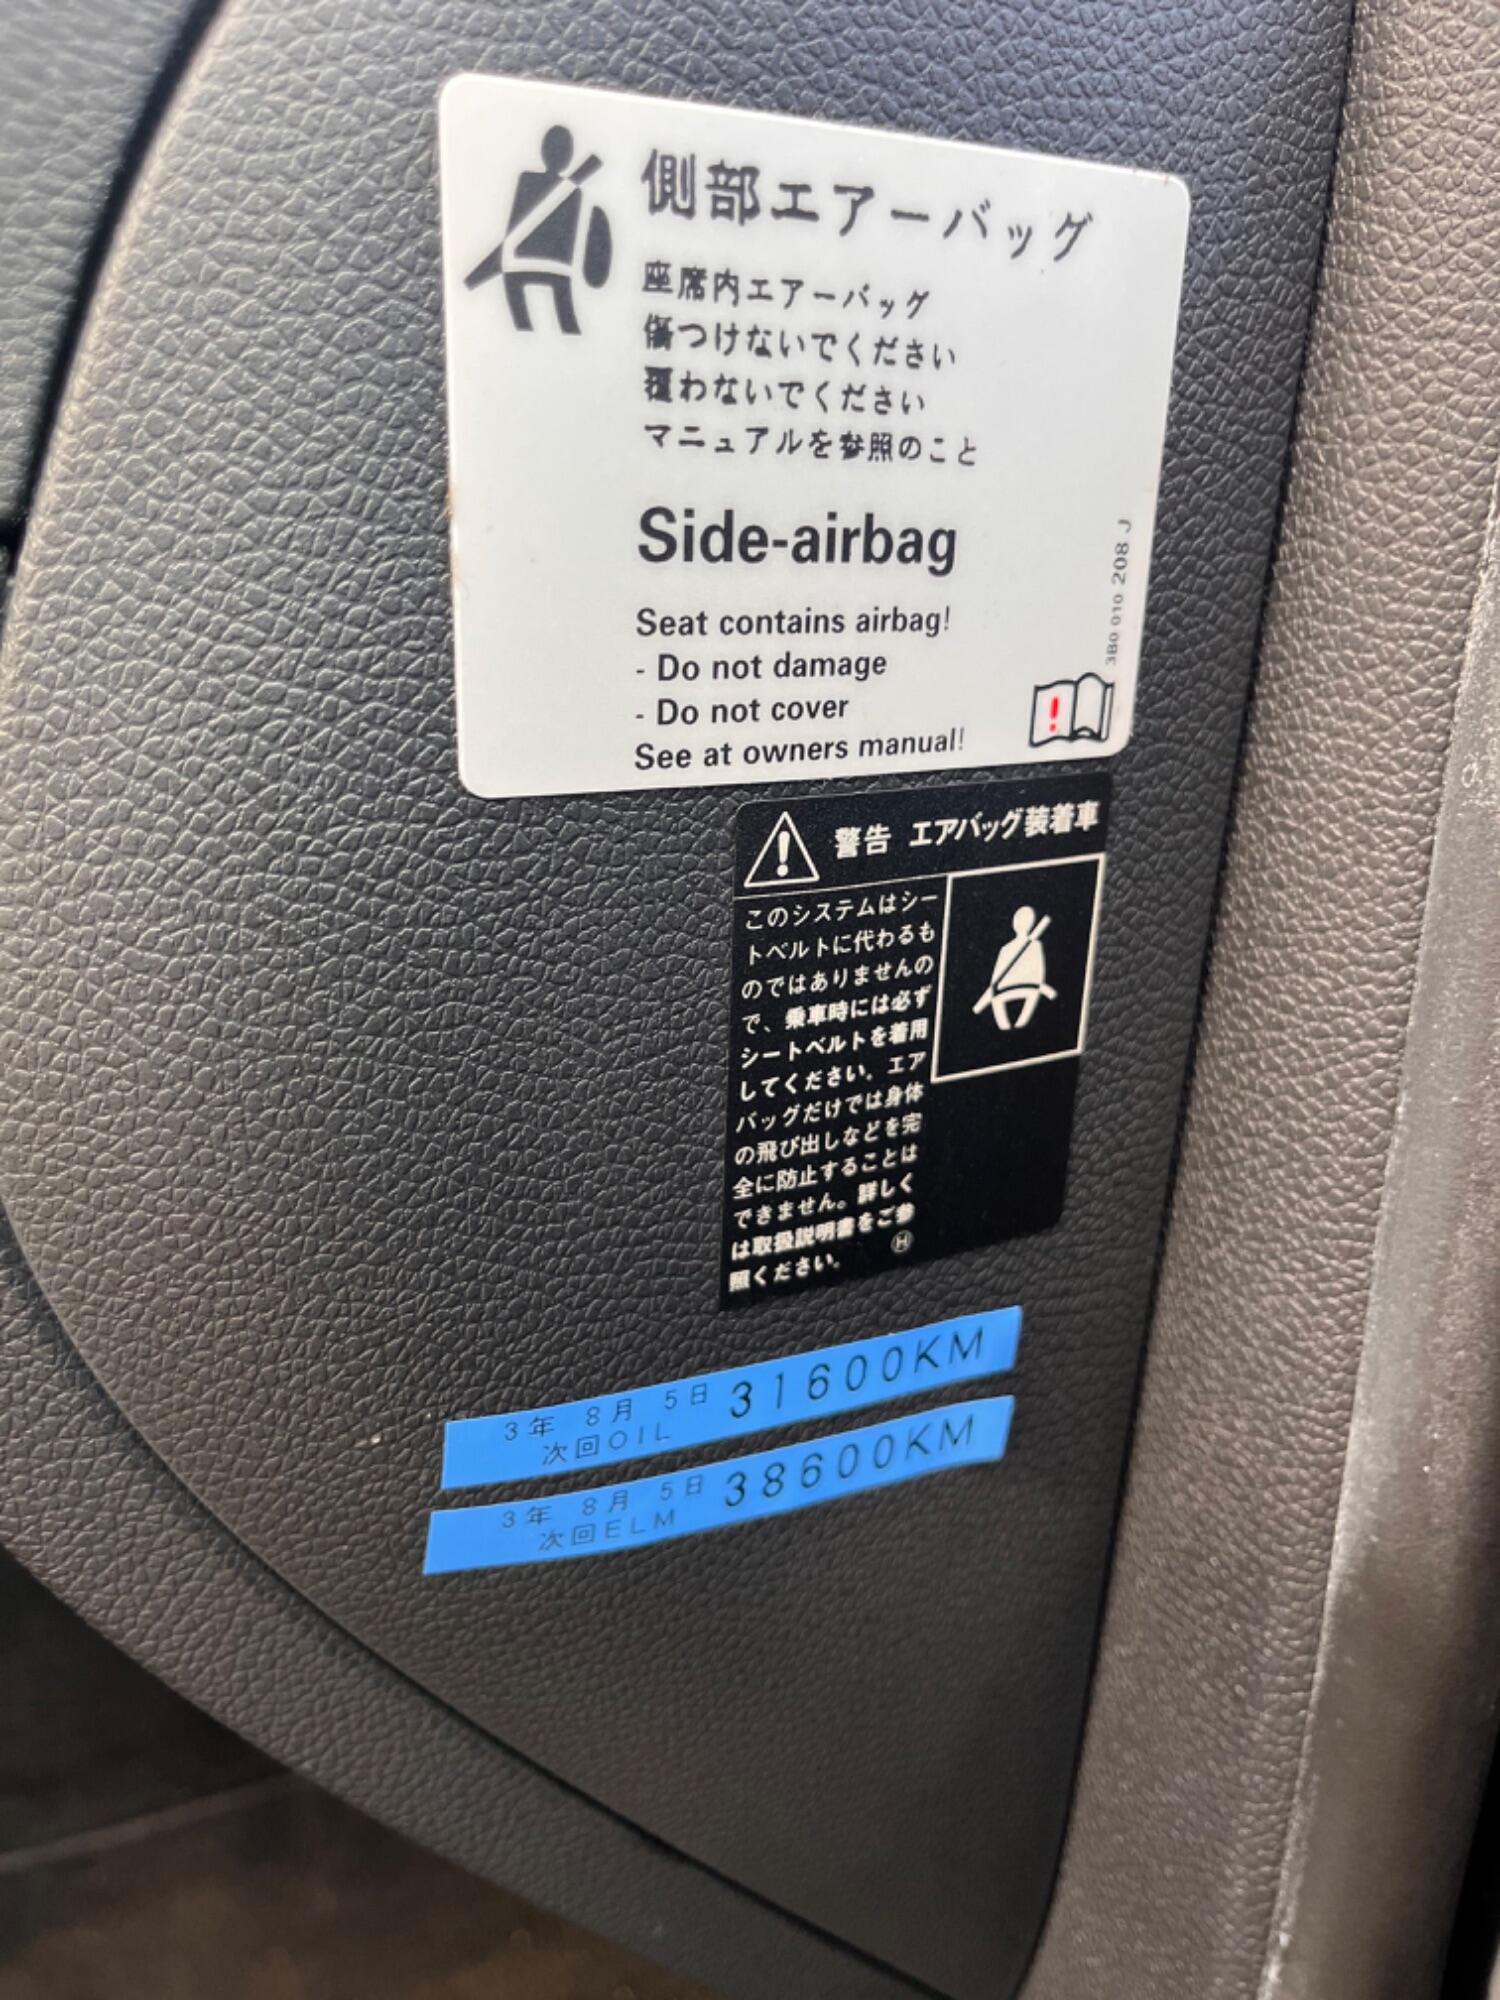 側部エアーバッグ
座席内エアーバッグ
傷つけないでください
覆わないでください
マニュアルを参照のこと
Side-airbag
Seat contains airbag!
- Do not damage
- Do not cover
See at owners manual!
3B0 010 208 J
!
警告 エアバッグ装着車
このシステムはシー
トベルトに代わるも
のではありませんの
で、乗車時には必ず
シートベルトを着用
してください。エア
バッグだけでは身体
の飛び出しなどを完
全に防止することは
できません。詳しく
は取扱説明書をご参
照ください。 Ⓗ
3年 8月 5日 31600KM
次回OIL
3年 8月 5日 38600KM
次回ELM